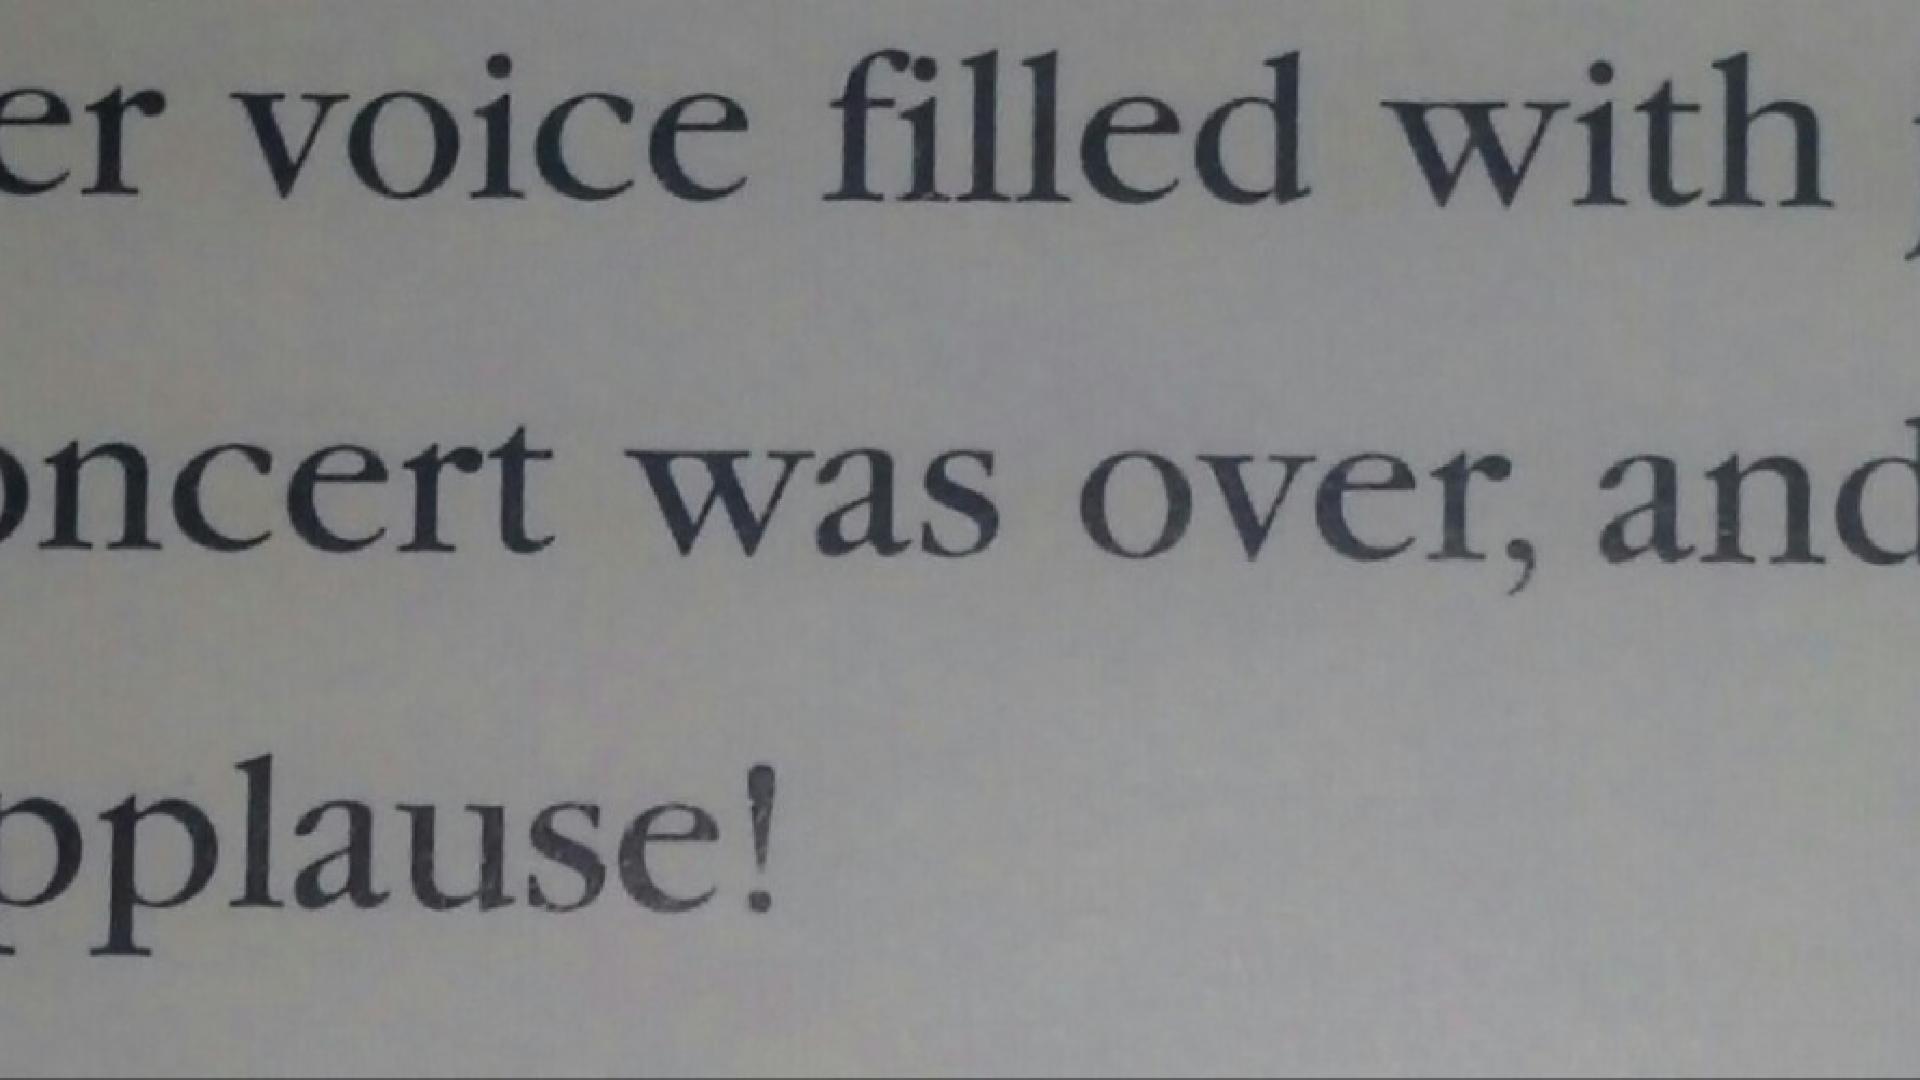 er voice filled with
oncert was over, and
pplause!